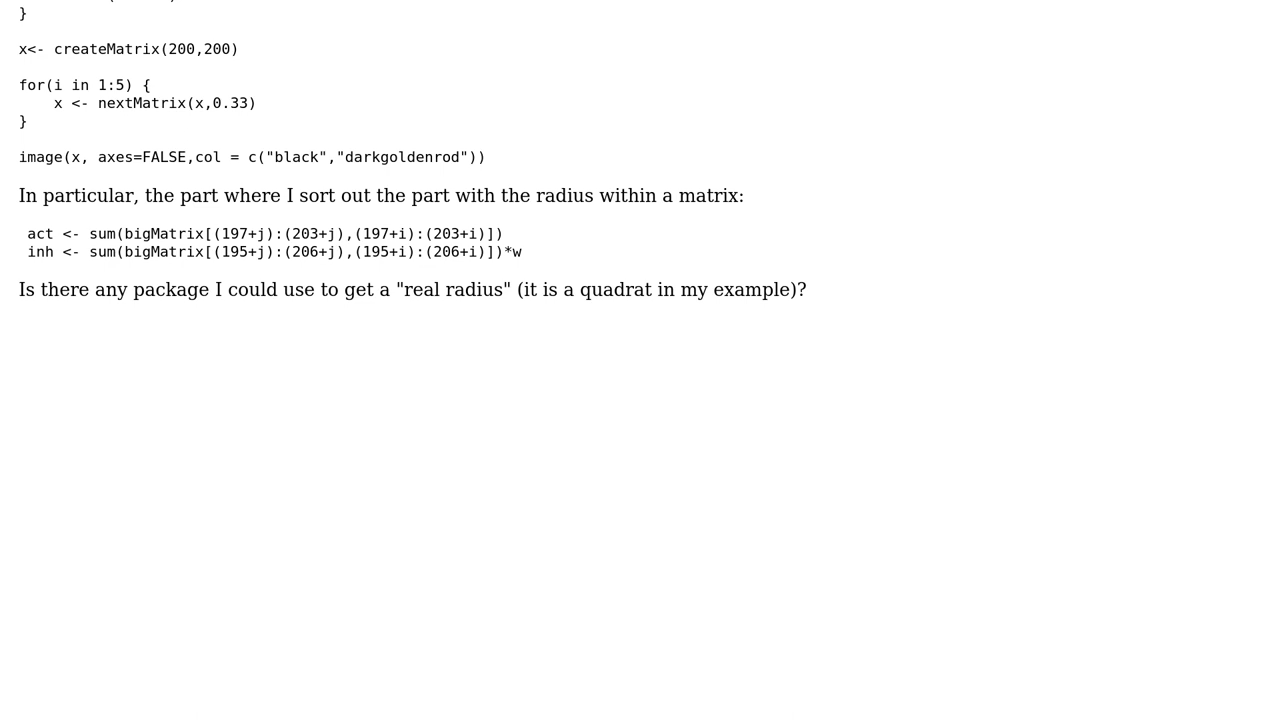 }
x<- createMatrix(200,200)
for(i in 1:5) {
    x <- nextMatrix(x,0.33)
}
image(x, axes=FALSE,col = c("black","darkgoldenrod"))
In particular, the part where I sort out the part with the radius within a matrix:
 act <- sum(bigMatrix[(197+j):(203+j),(197+i):(203+i)])
 inh <- sum(bigMatrix[(195+j):(206+j),(195+i):(206+i)])*w
Is there any package I could use to get a "real radius" (it is a quadrat in my example)?